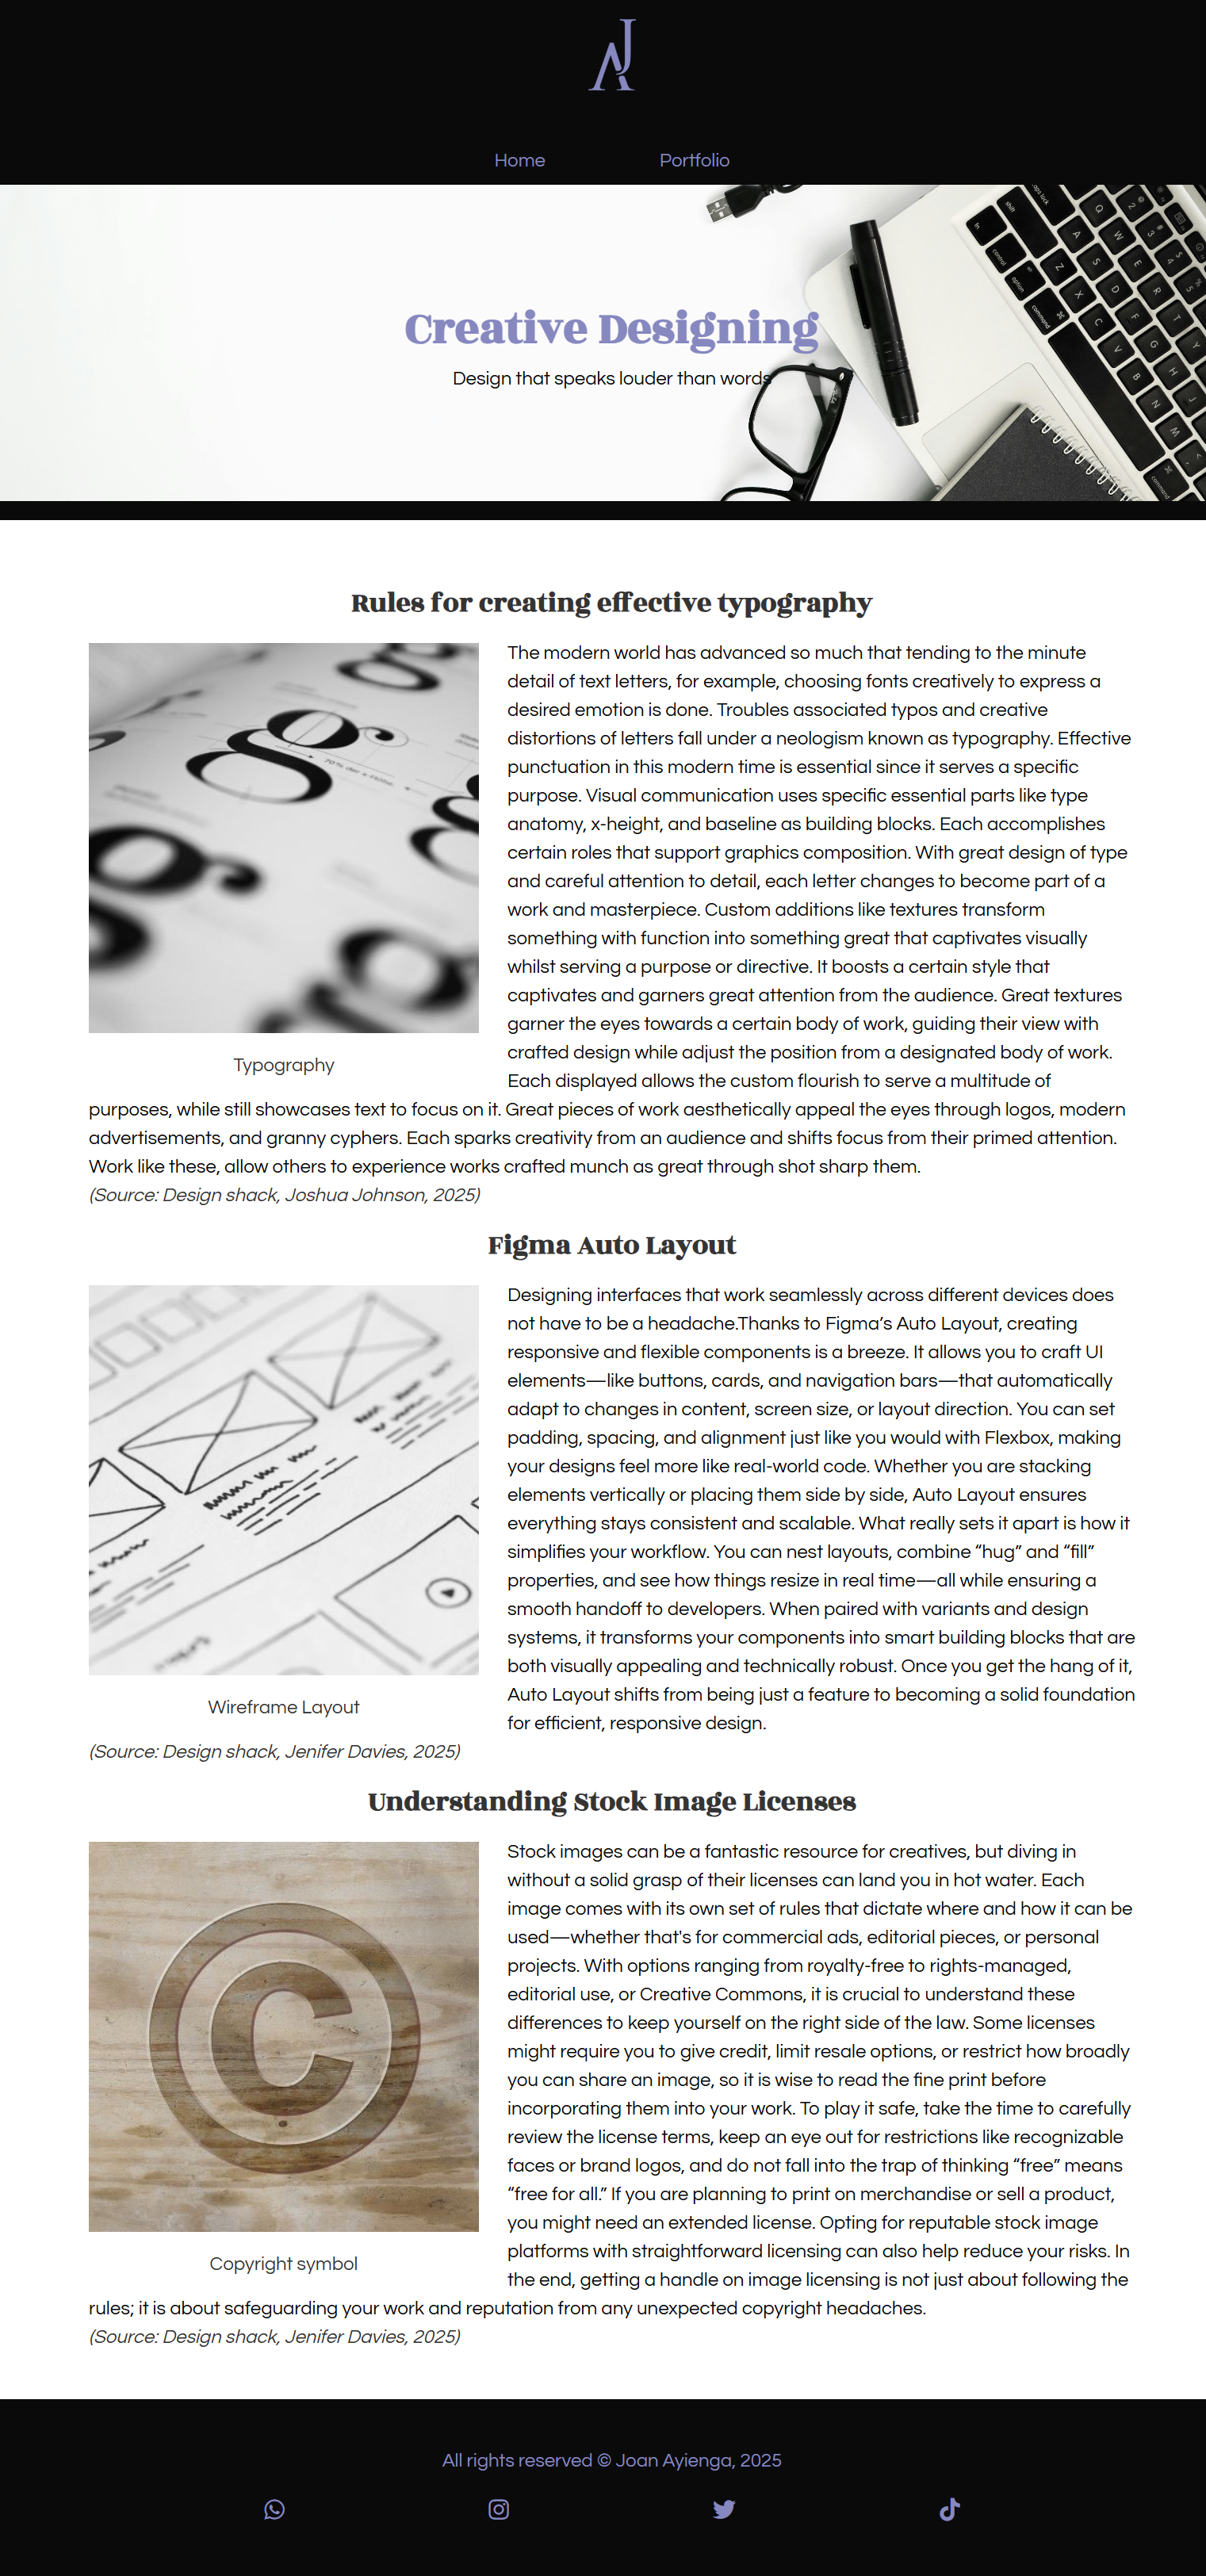 AJ
Home Portfolio
Creative Designing
Design that speaks louder than words
Rules for creating effective typography
The modern world has advanced so much that tending to the minute
detail of text letters, for example, choosing fonts creatively to express a
desired emotion is done. Troubles associated typos and creative
distortions of letters fall under a neologism known as typography. Effective
punctuation in this modern time is essential since it serves a specific
purpose. Visual communication uses specific essential parts like type
anatomy, x-height, and baseline as building blocks. Each accomplishes
certain roles that support graphics composition. With great design of type
and careful attention to detail, each letter changes to become part of a
work and masterpiece. Custom additions like textures transform
something with function into something great that captivates visually
whilst serving a purpose or directive. It boosts a certain style that
captivates and garners great attention from the audience. Great textures
garner the eyes towards a certain body of work, guiding their view with
crafted design while adjust the position from a designated body of work.
Each displayed allows the custom flourish to serve a multitude of
Typography
purposes, while still showcases text to focus on it. Great pieces of work aesthetically appeal the eyes through logos, modern
advertisements, and granny cyphers. Each sparks creativity from an audience and shifts focus from their primed attention.
Work like these, allow others to experience works crafted munch as great through shot sharp them.
(Source: Design shack, Joshua Johnson, 2025)
Figma Auto Layout
Designing interfaces that work seamlessly across different devices does
not have to be a headache.Thanks to Figma’s Auto Layout, creating
responsive and flexible components is a breeze. It allows you to craft UI
elements—like buttons, cards, and navigation bars—that automatically
adapt to changes in content, screen size, or layout direction. You can set
padding, spacing, and alignment just like you would with Flexbox, making
your designs feel more like real-world code. Whether you are stacking
elements vertically or placing them side by side, Auto Layout ensures
everything stays consistent and scalable. What really sets it apart is how it
simplifies your workflow. You can nest layouts, combine “hug” and “fill”
properties, and see how things resize in real time—all while ensuring a
smooth handoff to developers. When paired with variants and design
systems, it transforms your components into smart building blocks that are
both visually appealing and technically robust. Once you get the hang of it,
Auto Layout shifts from being just a feature to becoming a solid foundation
for efficient, responsive design.
Wireframe Layout
(Source: Design shack, Jenifer Davies, 2025)
Understanding Stock Image Licenses
Stock images can be a fantastic resource for creatives, but diving in
without a solid grasp of their licenses can land you in hot water. Each
image comes with its own set of rules that dictate where and how it can be
used—whether that's for commercial ads, editorial pieces, or personal
projects. With options ranging from royalty-free to rights-managed,
editorial use, or Creative Commons, it is crucial to understand these
differences to keep yourself on the right side of the law. Some licenses
might require you to give credit, limit resale options, or restrict how broadly
you can share an image, so it is wise to read the fine print before
incorporating them into your work. To play it safe, take the time to carefully
review the license terms, keep an eye out for restrictions like recognizable
faces or brand logos, and do not fall into the trap of thinking “free” means
“free for all.” If you are planning to print on merchandise or sell a product,
you might need an extended license. Opting for reputable stock image
platforms with straightforward licensing can also help reduce your risks. In
the end, getting a handle on image licensing is not just about following the
Copyright symbol
rules; it is about safeguarding your work and reputation from any unexpected copyright headaches.
(Source: Design shack, Jenifer Davies, 2025)
All rights reserved © Joan Ayienga, 2025